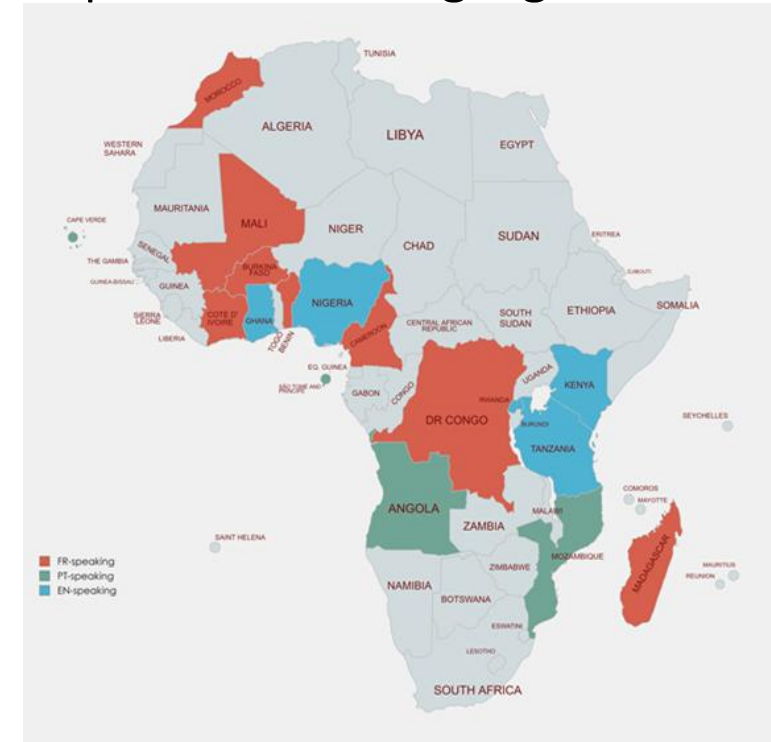 TUNISIA
MOROCCO
ALGERIA
LIBYA
EGYPT
WESTERN
SAHARA
MAURITANIA
MALI
NIGER
CHAD
SUDAN
ERITREA
CAPE VERDE
SENEGAL
THE GAMBIA
GUINEA-BISSAU
GUINEA
BURKINA
FASO
DJIBOUTI
SIERRA
LEONE
LIBERIA
COTE D'
IVOIRE
GHANA
TOGO
BENIN
NIGERIA
CAMEROON
CENTRAL AFRICAN
REPUBLIC
SOUTH
SUDAN
ETHIOPIA
SOMALIA
EQ. GUINEA
SÃO TOMÉ AND
PRÍNCIPE
GABON
CONGO
DR CONGO
UGANDA
KENYA
RWANDA
BURUNDI
TANZANIA
SEYCHELLES
COMOROS
MAYOTTE
ANGOLA
ZAMBIA
MALAWI
MOZAMBIQUE
SAINT HELENA
MADAGASCAR
MAURITIUS
REUNION
ZIMBABWE
NAMIBIA
BOTSWANA
ESWATINI
LESOTHO
SOUTH AFRICA
FR-speaking
PT-speaking
EN-speaking